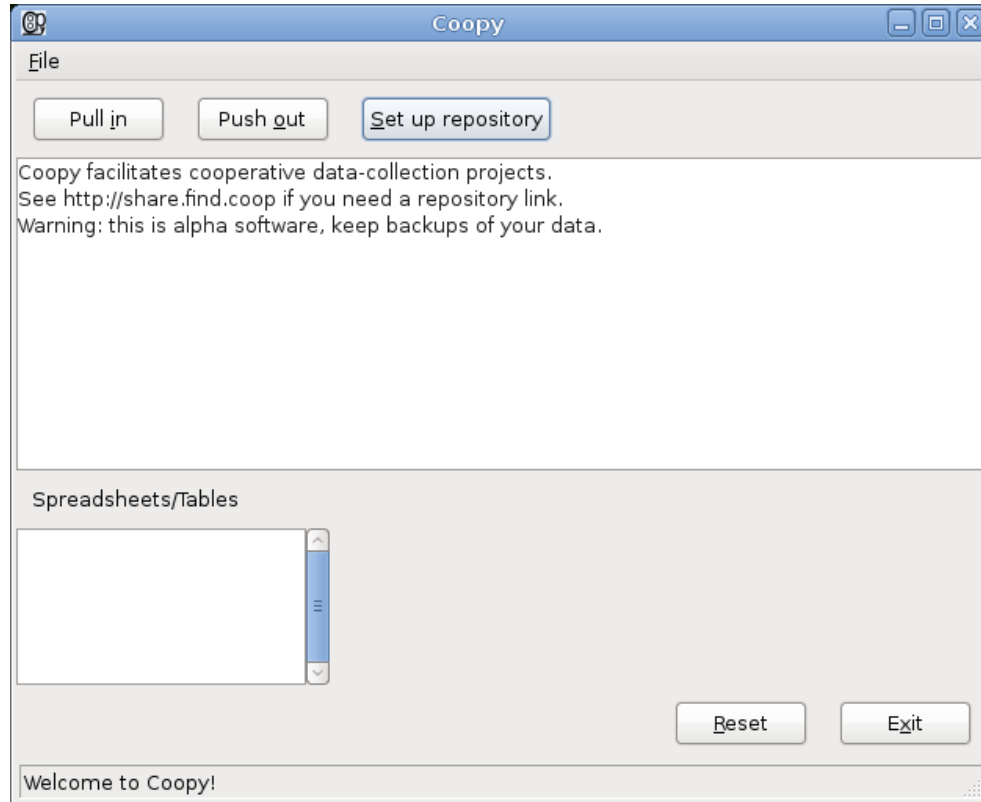 Coopy
File
Pull in Push out Set up repository
Coopy facilitates cooperative data-collection projects.
See http://share.find.coop if you need a repository link.
Warning: this is alpha software, keep backups of your data.
Spreadsheets/Tables
Reset Exit
Welcome to Coopy!